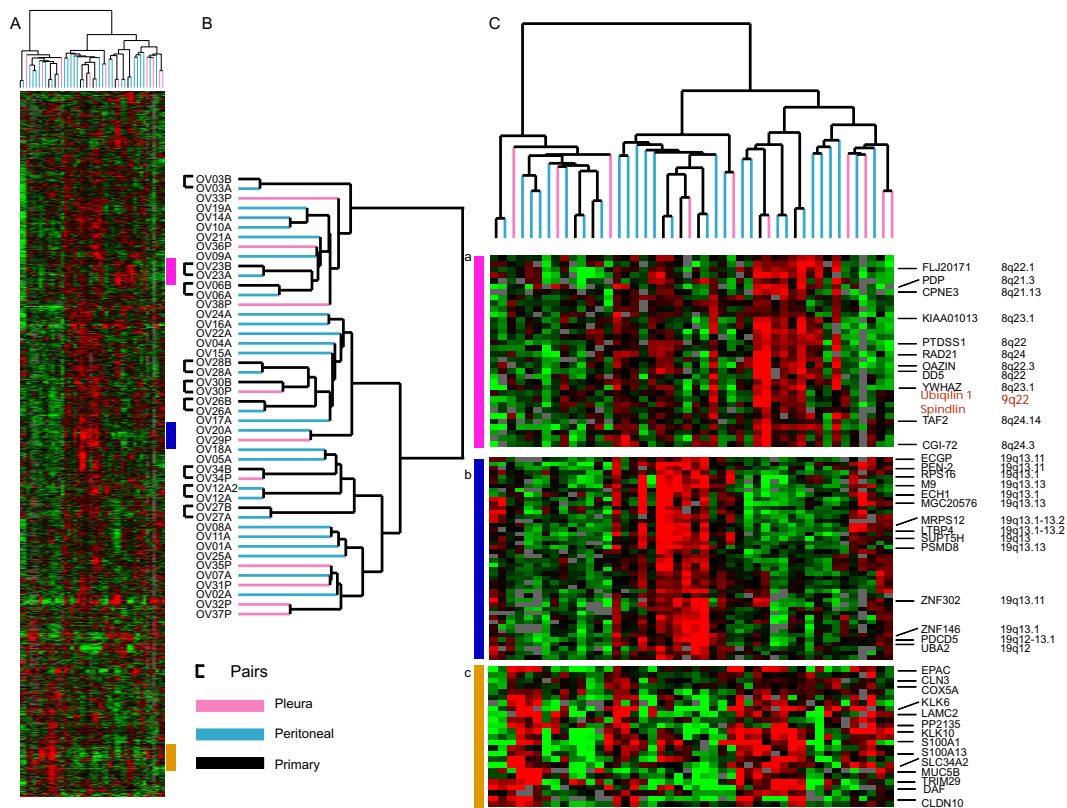 A
B
C
OV03B
OV03A
OV33P
OV19A
OV14A
OV10A
OV21A
OV36P
OV09A
OV23B
OV23A
OV06B
OV06A
OV38P
OV24A
OV16A
OV22A
OV04A
OV15A
OV28B
OV28A
OV30B
OV30P
OV26B
OV26A
OV17A
OV20A
OV29P
OV18A
OV05A
OV34B
OV34P
OV12A2
OV12A
OV27B
OV27A
OV08A
OV11A
OV01A
OV25A
OV35P
OV07A
OV31P
OV02A
OV32P
OV37P
Pairs
Pleura
Peritoneal
Primary
a
FLJ20171 8q22.1
PDP 8q21.3
CPNE3 8q21.13
KIAA01013 8q23.1
PTDSS1 8q22
RAD21 8q24
OAZIN 8q22.3
DD5 8q22
YWHAZ 8q23.1
Ubiqilin 1 9q22
Spindlin
TAF2 8q24.14
CGI-72 8q24.3
b
ECGP 19q13.11
PEN-2 19q13.11
RPS16 19q13.1
M9 19q13.13
ECH1 19q13.1
MGC20576 19q13.13
MRPS12 19q13.1-13.2
LTBP4 19q13.1-13.2
SUPT5H 19q13
PSMD8 19q13.13
ZNF302 19q13.11
ZNF146 19q13.1
PDCD5 19q12-13.1
UBA2 19q12
c
EPAC
CLN3
COX5A
KLK6
LAMC2
PP2135
KLK10
S100A1
S100A13
SLC34A2
MUC5B
TRIM29
DAF
CLDN10